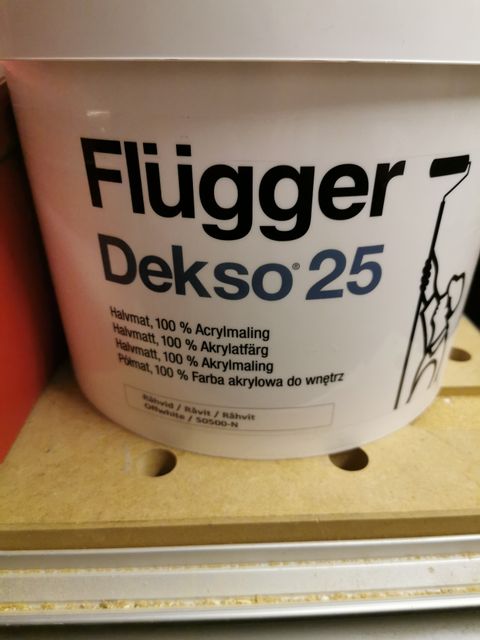 Flügger
Dekso® 25
Halvmat, 100 % Acrylmaling
Halvmatt, 100 % Akrylatfärg
Halvmatt, 100 % Akrylmaling
Półmat, 100 % Farba akrylowa do wnętrz
Råhvid / Råvit / Råhvit
Offwhite / S0500-N